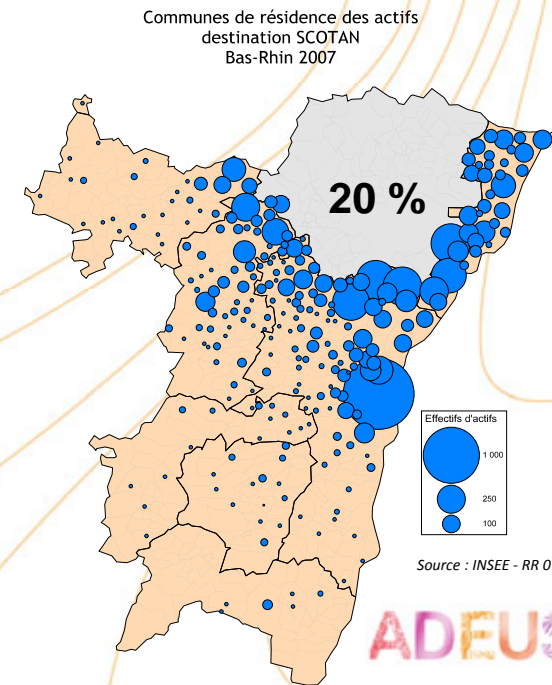 Communes de résidence des actifs
destination SCOTAN
Bas-Rhin 2007
20 %
Effectifs d'actifs
1 000
250
100
Source : INSEE - RR 0
ADEUS